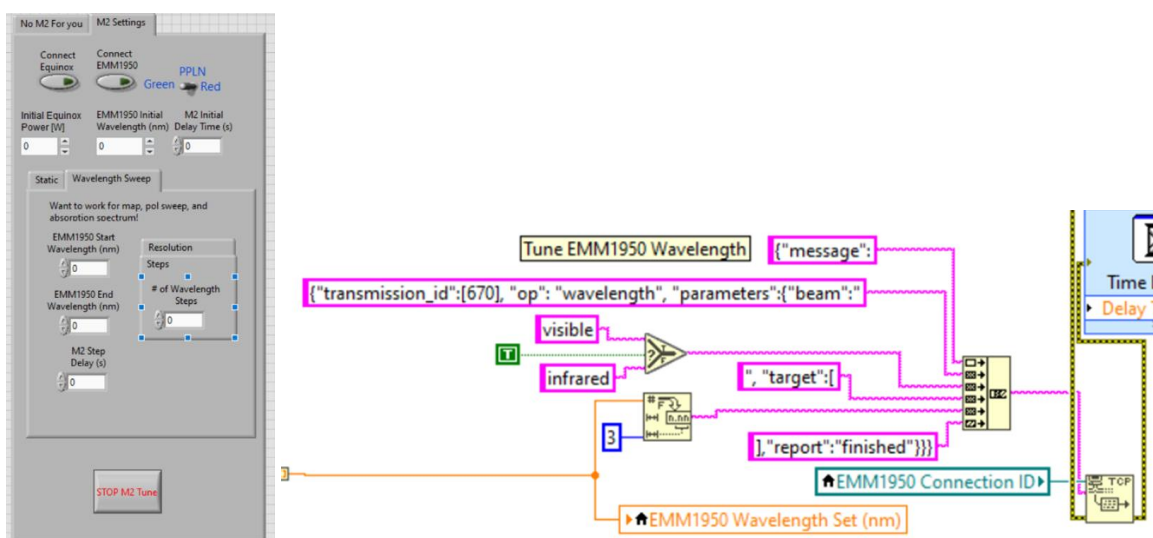 No M2 For you
M2 Settings
Connect
Equinox
Connect
EMM1950
PPLN
Green
Red
Initial Equinox
Power [W]
EMM1950 Initial
Wavelength (nm)
M2 Initial
Delay Time (s)
0
0
0
Static
Wavelength Sweep
Want to work for map, pol sweep, and
absorotion soectrum!
EMM1950 Start
Wavelength (nm)
0
Resolution
Steps
# of Wavelength
Steps
0
EMM1950 End
Wavelength (nm)
0
M2 Step
Delay (s)
0
STOP M2 Tune
Tune EMM1950 Wavelength
{"message":
{"transmission_id":[670], "op": "wavelength", "parameters":{"beam":"
visible
T
infrared
?
T
F
", "target":[
#
F
n.nn
3
],"report":"finished"}}}
EMM1950 Connection ID
EMM1950 Wavelength Set (nm)
TCP
Time
Delay